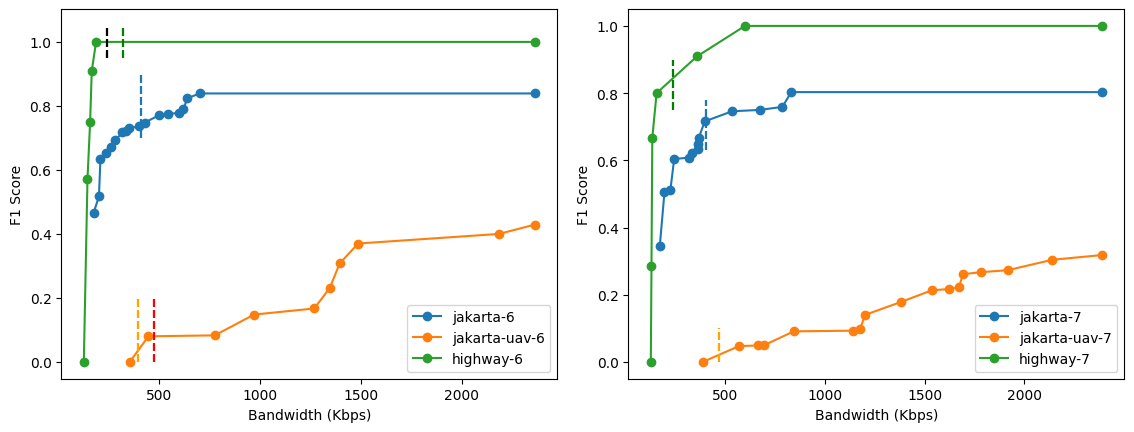 F1 Score
1.0
0.8
0.6
0.4
0.2
0.0
500
1000
1500
2000
Bandwidth (Kbps)
jakarta-6
jakarta-uav-6
highway-6
F1 Score
1.0
0.8
0.6
0.4
0.2
0.0
500
1000
1500
2000
Bandwidth (Kbps)
jakarta-7
jakarta-uav-7
highway-7